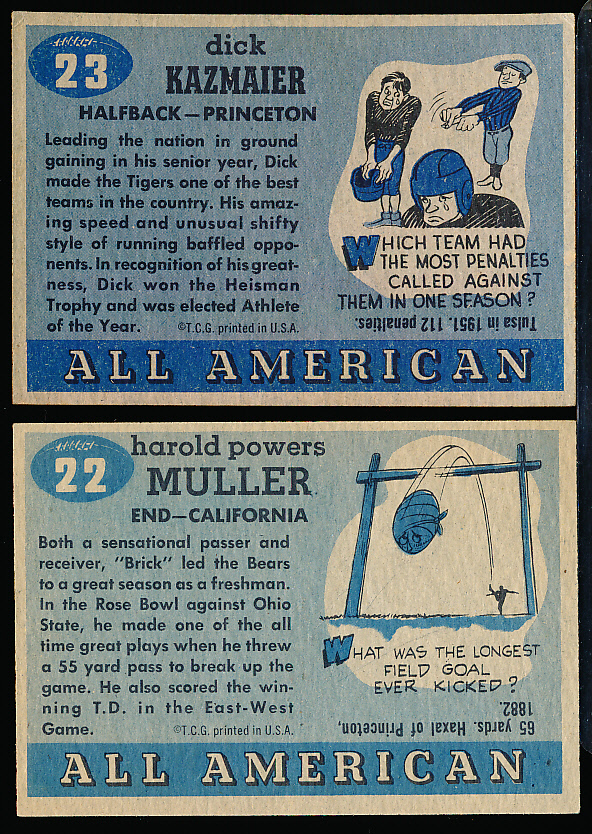 23
dick
KAZMAIER
HALFBACK—PRINCETON
Leading the nation in ground
gaining in his senior year, Dick
made the Tigers one of the best
teams in the country. His amaz-
ing speed and unusual shifty
style of running baffled oppo-
nents. In recognition of his great-
ness, Dick won the Heisman
Trophy and was elected Athlete
of the Year.
©T.C.G. printed in U.S.A.
WHICH TEAM HAD
THE MOST PENALTIES
CALLED AGAINST
THEM IN ONE SEASON?
Tulsa in 1951. 112 penalties.
ALL AMERICAN
22
harold powers
MULLER
END—CALIFORNIA
Both a sensational passer and
receiver, "Brick" led the Bears
to a great season as a freshman.
In the Rose Bowl against Ohio
State, he made one of the all
time great plays when he threw
a 55 yard pass to break up the
game. He also scored the win-
ning T.D. in the East-West
Game.
©T.C.G. printed in U.S.A.
WHAT WAS THE LONGEST
FIELD GOAL
EVER KICKED?
65 yards. Haxal of Princeton,
1882.
ALL AMERICAN